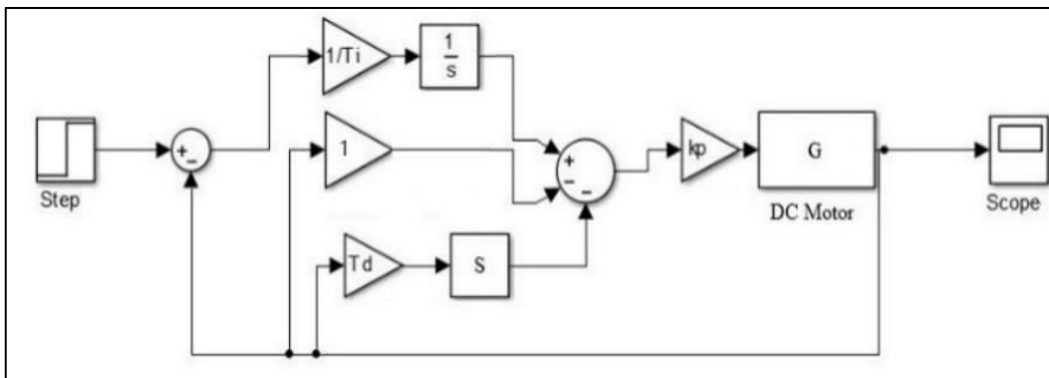 1/Ti
1
s
+
-
Step
1
+
-
-
kp
G
DC Motor
Scope
Td
S